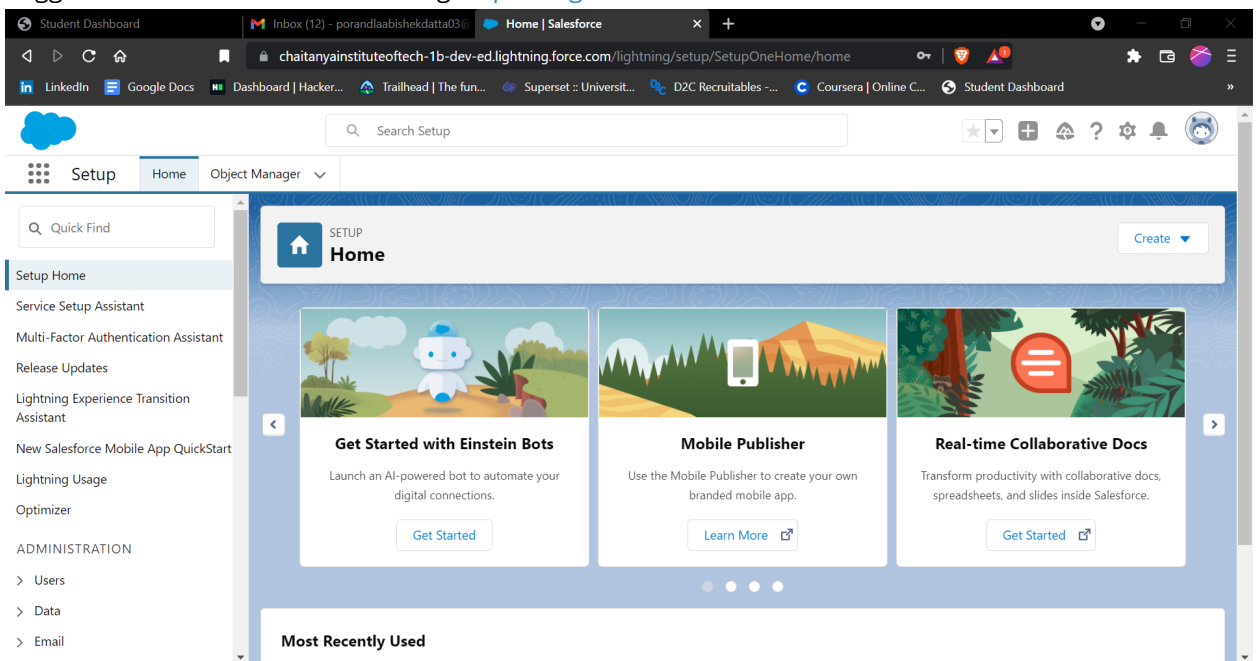 Student Dashboard
Inbox (12) - porandlaabishekdatta03@
Home | Salesforce
chaitanyainstituteoftech-1b-dev-ed.lightning.force.com/lightning/setup/SetupOneHome/home
LinkedIn
Google Docs
Dashboard | Hacker...
Trailhead | The fun...
Superset :: Universit...
D2C Recruitables -...
Coursera | Online C...
Student Dashboard
»
Search Setup
Setup
Home
Object Manager
Quick Find
Setup Home
Service Setup Assistant
Multi-Factor Authentication Assistant
Release Updates
Lightning Experience Transition
Assistant
New Salesforce Mobile App QuickStart
Lightning Usage
Optimizer
ADMINISTRATION
Users
Data
Email
SETUP
Home
Create
Get Started with Einstein Bots
Launch an AI-powered bot to automate your
digital connections.
Get Started
Mobile Publisher
Use the Mobile Publisher to create your own
branded mobile app.
Learn More
Real-time Collaborative Docs
Transform productivity with collaborative docs,
spreadsheets, and slides inside Salesforce.
Get Started
Most Recently Used